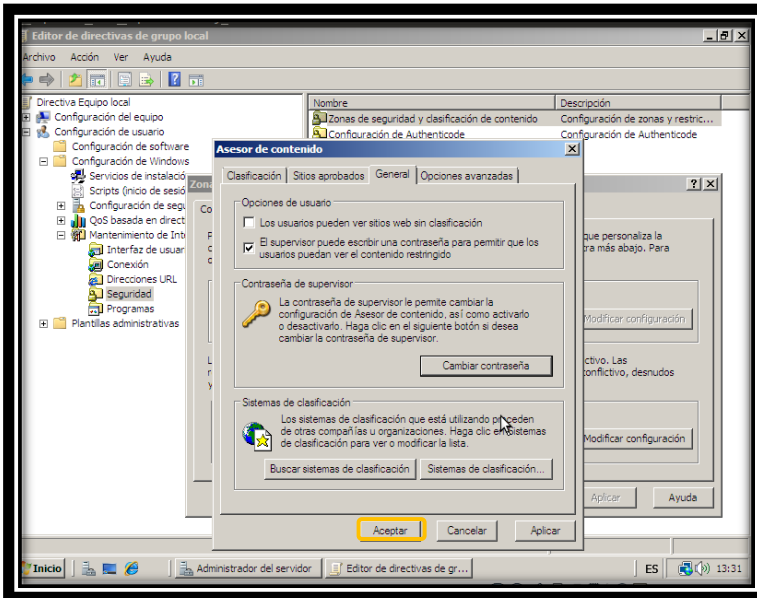 Editor de directivas de grupo local
Archivo Acción Ver Ayuda
Directiva Equipo local
Configuración del equipo
Configuración de usuario
Configuración de software
Configuración de Windows
Servicios de instalació
Scripts (inicio de sesió
Configuración de segu
QoS basada en direct
Mantenimiento de Int
Interfaz de usuar
Conexión
Direcciones URL
Seguridad
Programas
Plantillas administrativas
Nombre Descripción
Zonas de seguridad y clasificación de contenido Configuración de zonas y restric...
Configuración de Authenticode Configuración de Authenticode
Zona
Co
que personaliza la
tra más abajo. Para
Modificar configuración
ctivo. Las
conflictivo, desnudos
Modificar configuración
Aplicar Ayuda
Asesor de contenido
Clasificación Sitios aprobados General Opciones avanzadas
Opciones de usuario
Los usuarios pueden ver sitios web sin clasificación
El supervisor puede escribir una contraseña para permitir que los
usuarios puedan ver el contenido restringido
Contraseña de supervisor
La contraseña de supervisor le permite cambiar la
configuración de Asesor de contenido, así como activarlo
o desactivarlo. Haga clic en el siguiente botón si desea
cambiar la contraseña de supervisor.
Cambiar contraseña
Sistemas de clasificación
Los sistemas de clasificación que está utilizando proceden
de otras compañías u organizaciones. Haga clic en Sistemas
de clasificación para ver o modificar la lista.
Buscar sistemas de clasificación Sistemas de clasificación...
Aceptar Cancelar Aplicar
Inicio Administrador del servidor Editor de directivas de gr... ES 13:31